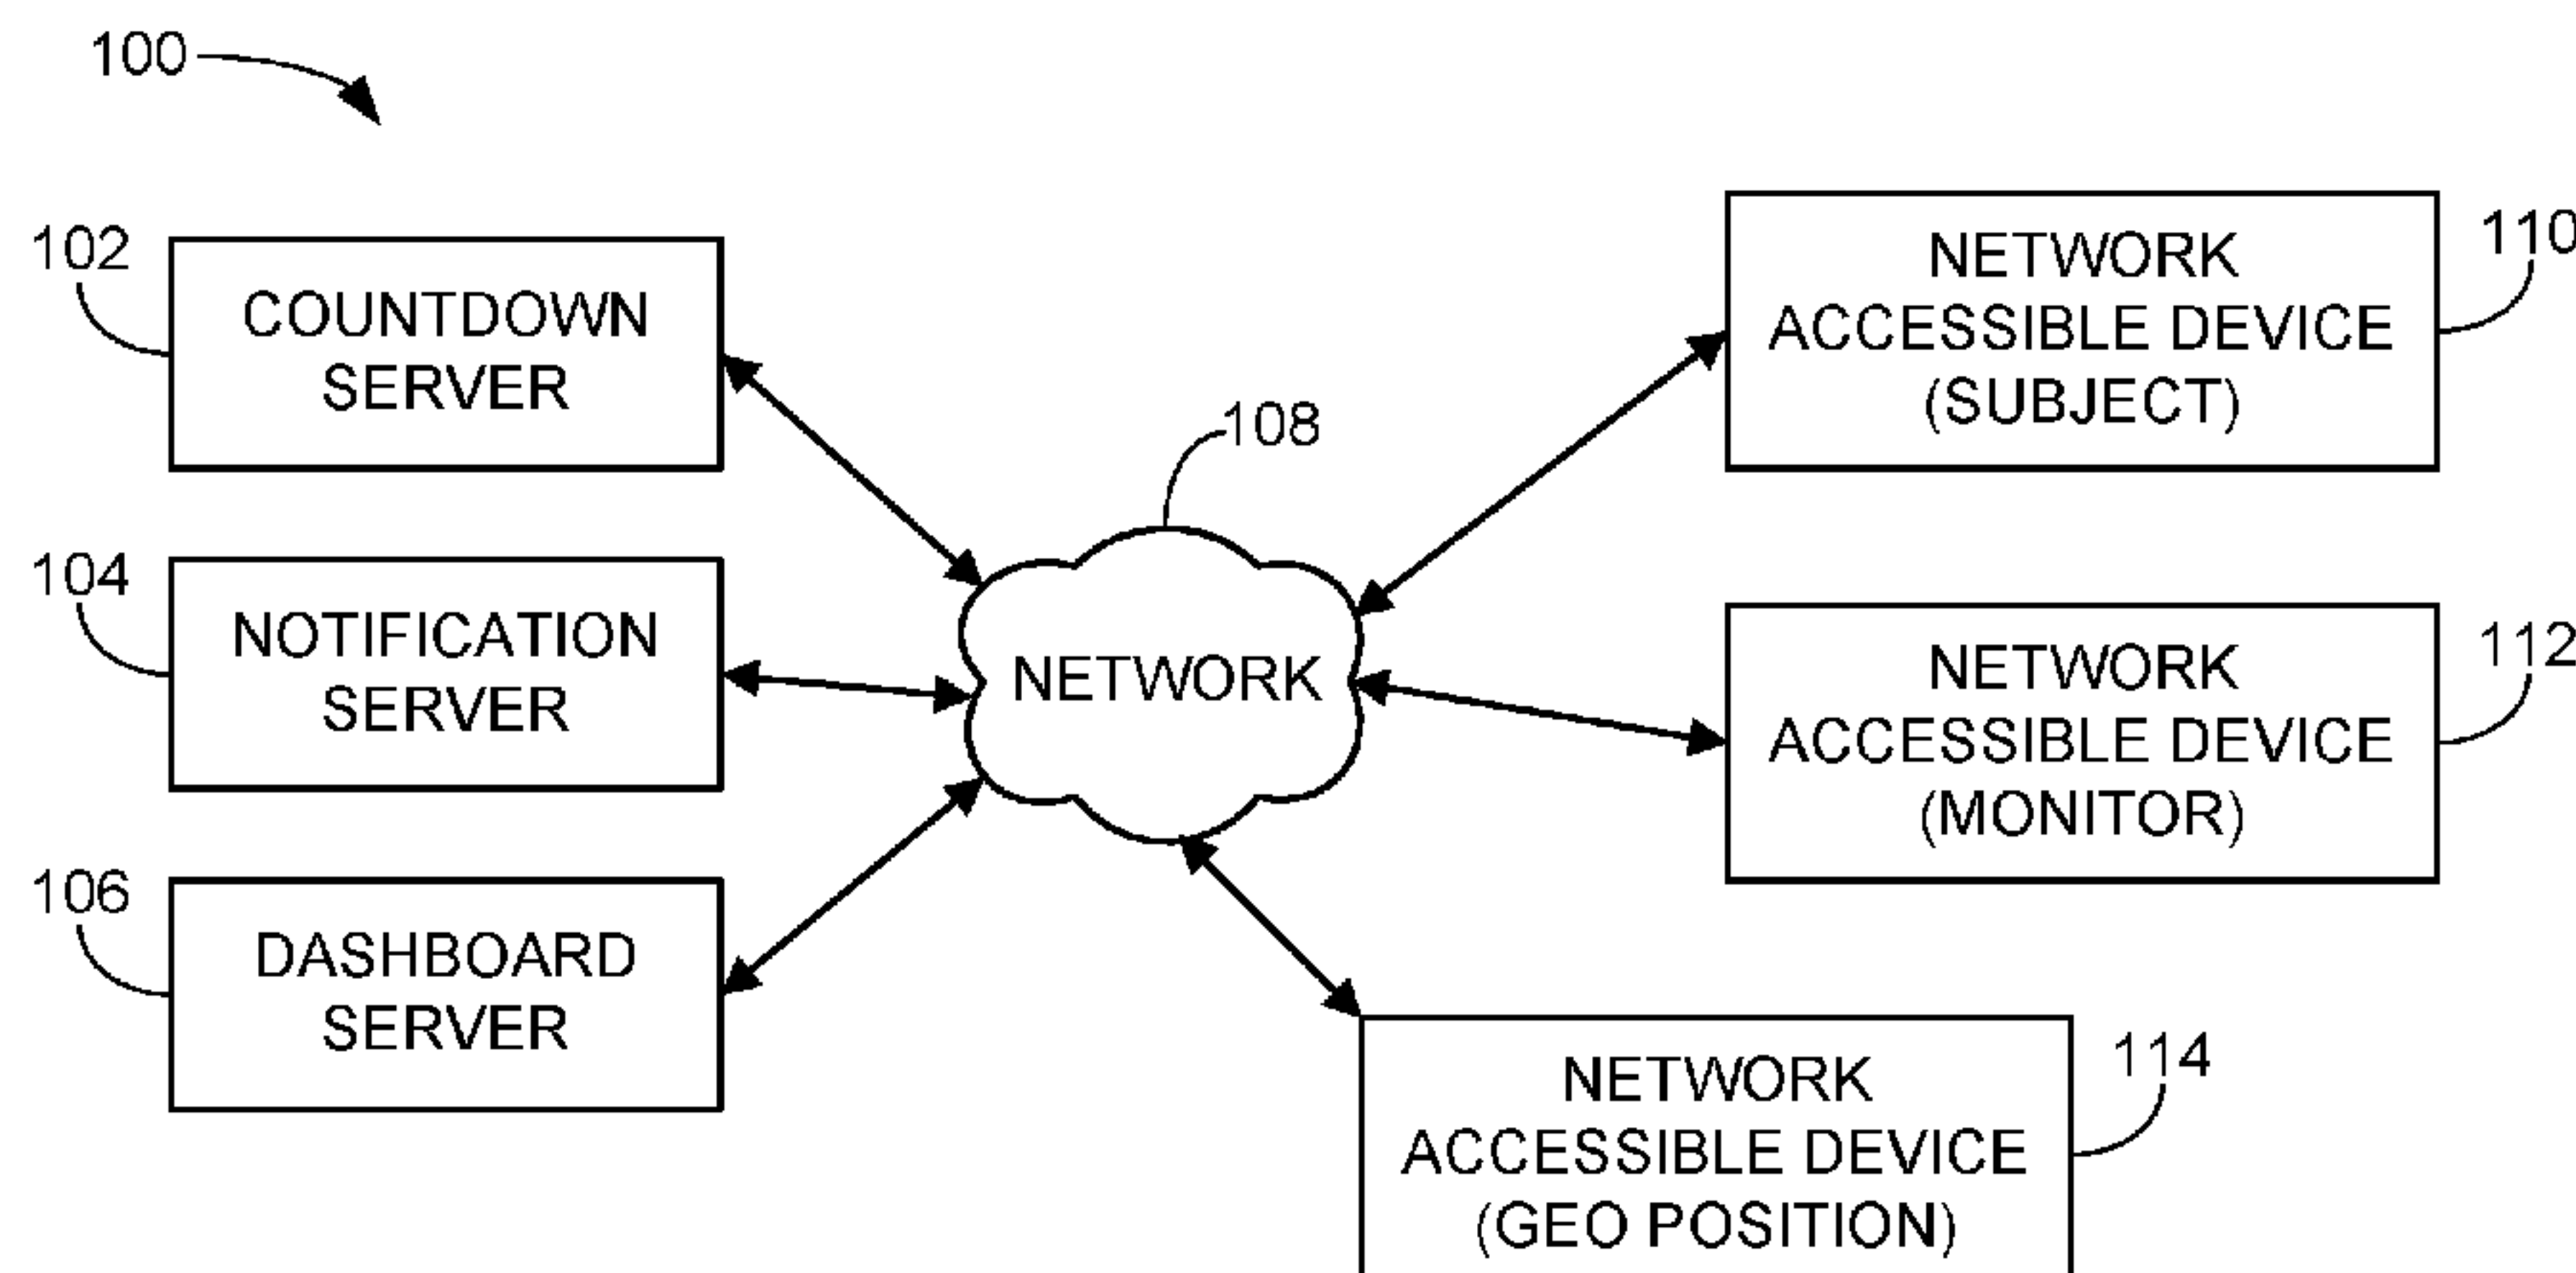 100
102
COUNTDOWN
SERVER
104
NOTIFICATION
SERVER
106
DASHBOARD
SERVER
108
NETWORK
110
NETWORK
ACCESSIBLE DEVICE
(SUBJECT)
112
NETWORK
ACCESSIBLE DEVICE
(MONITOR)
114
NETWORK
ACCESSIBLE DEVICE
(GEO POSITION)